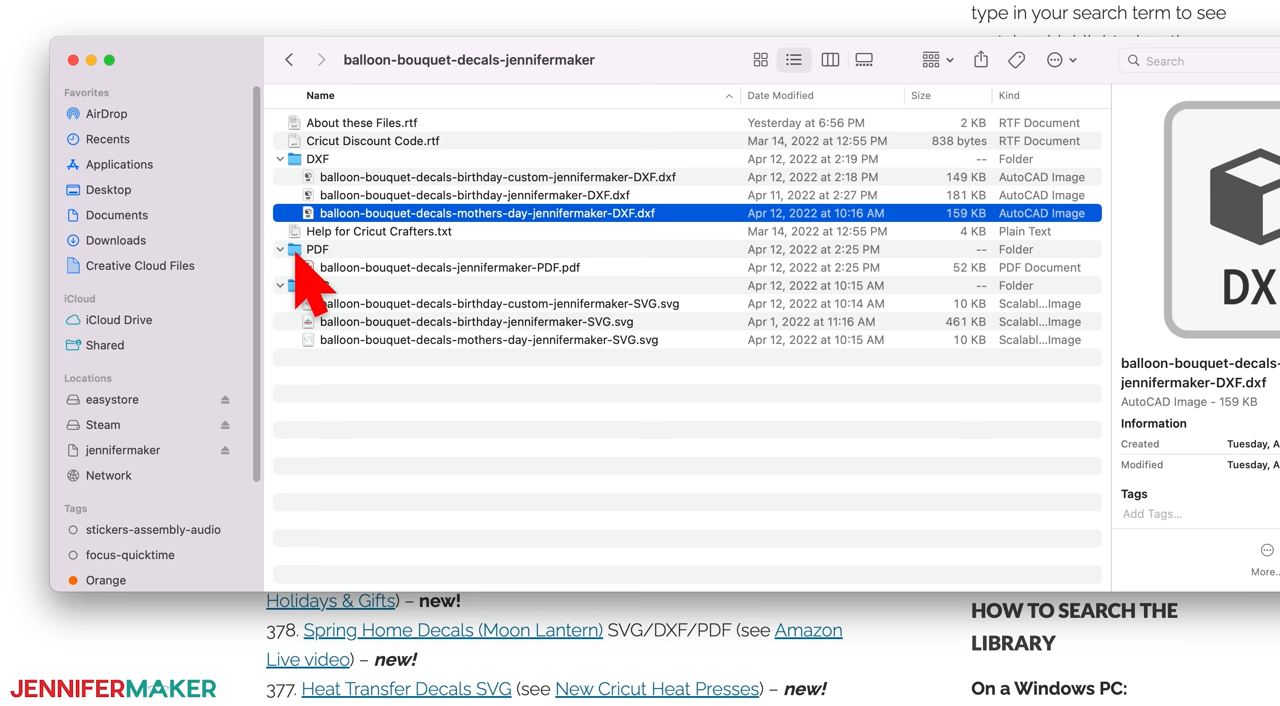 type in your search term to see
balloon-bouquet-decals-jennifermaker
Search
Favorites
AirDrop
Recents
Applications
Desktop
Documents
Downloads
Creative Cloud Files
iCloud
iCloud Drive
Shared
Locations
easystore
Steam
jennifermaker
Network
Tags
stickers-assembly-audio
focus-quicktime
Orange
Name Date Modified Size Kind
About these Files.rtf Yesterday at 6:56 PM 2 KB RTF Document
Cricut Discount Code.rtf Mar 14, 2022 at 12:55 PM 838 bytes RTF Document
DXF Apr 12, 2022 at 2:19 PM -- Folder
balloon-bouquet-decals-birthday-custom-jennifermaker-DXF.dxf Apr 12, 2022 at 2:18 PM 149 KB AutoCAD Image
balloon-bouquet-decals-birthday-jennifermaker-DXF.dxf Apr 11, 2022 at 2:27 PM 181 KB AutoCAD Image
balloon-bouquet-decals-mothers-day-jennifermaker-DXF.dxf Apr 12, 2022 at 10:16 AM 159 KB AutoCAD Image
Help for Cricut Crafters.txt Mar 14, 2022 at 12:55 PM 4 KB Plain Text
PDF Apr 12, 2022 at 2:25 PM -- Folder
balloon-bouquet-decals-jennifermaker-PDF.pdf Apr 12, 2022 at 2:25 PM 52 KB PDF Document
Apr 12, 2022 at 10:15 AM -- Folder
balloon-bouquet-decals-birthday-custom-jennifermaker-SVG.svg Apr 12, 2022 at 10:14 AM 10 KB Scalabl...Image
balloon-bouquet-decals-birthday-jennifermaker-SVG.svg Apr 1, 2022 at 11:16 AM 461 KB Scalabl...Image
balloon-bouquet-decals-mothers-day-jennifermaker-SVG.svg Apr 12, 2022 at 10:15 AM 10 KB Scalabl...Image
DX
balloon-bouquet-decals-
jennifermaker-DXF.dxf
AutoCAD Image - 159 KB
Information
Created Tuesday, A
Modified Tuesday, A
Tags
Add Tags...
More..
Holidays & Gifts) – new!
378. Spring Home Decals (Moon Lantern) SVG/DXF/PDF (see Amazon
Live video) – new!
377. Heat Transfer Decals SVG (see New Cricut Heat Presses) – new!
HOW TO SEARCH THE
LIBRARY
On a Windows PC:
JENNIFERMAKER